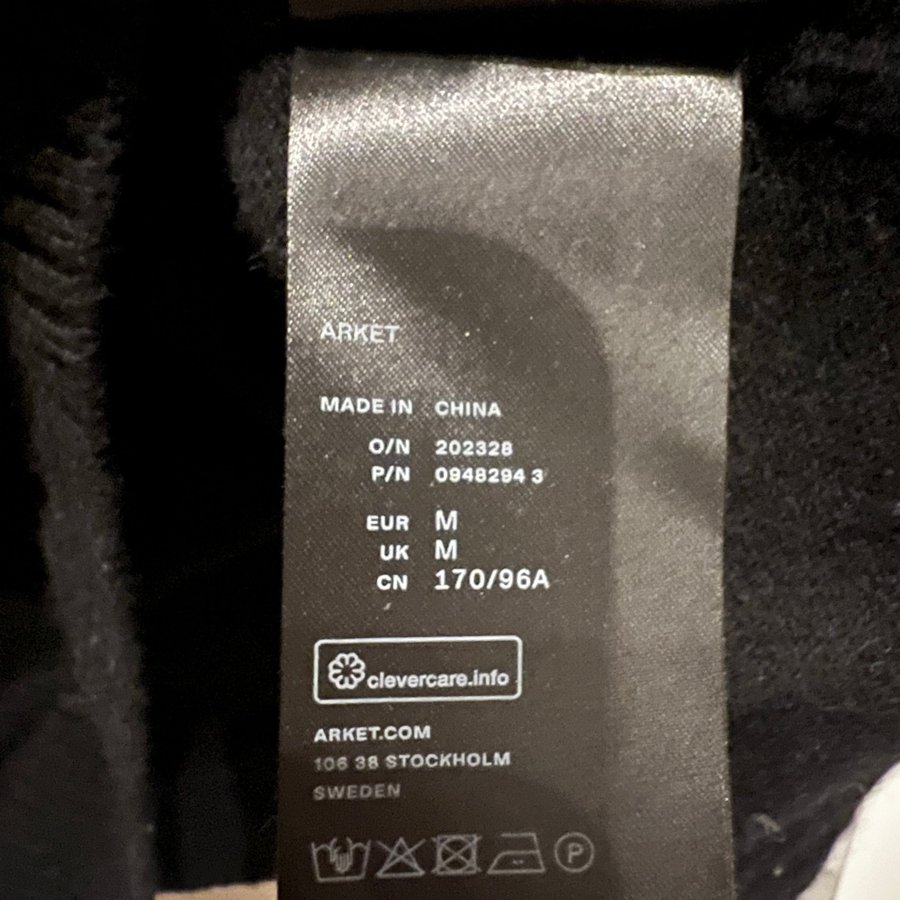 ARKET
MADE IN CHINA
O/N 202328
P/N 0948294 3
EUR M
UK M
CN 170/96A
clevercare.info
ARKET.COM
106 38 STOCKHOLM
SWEDEN
P